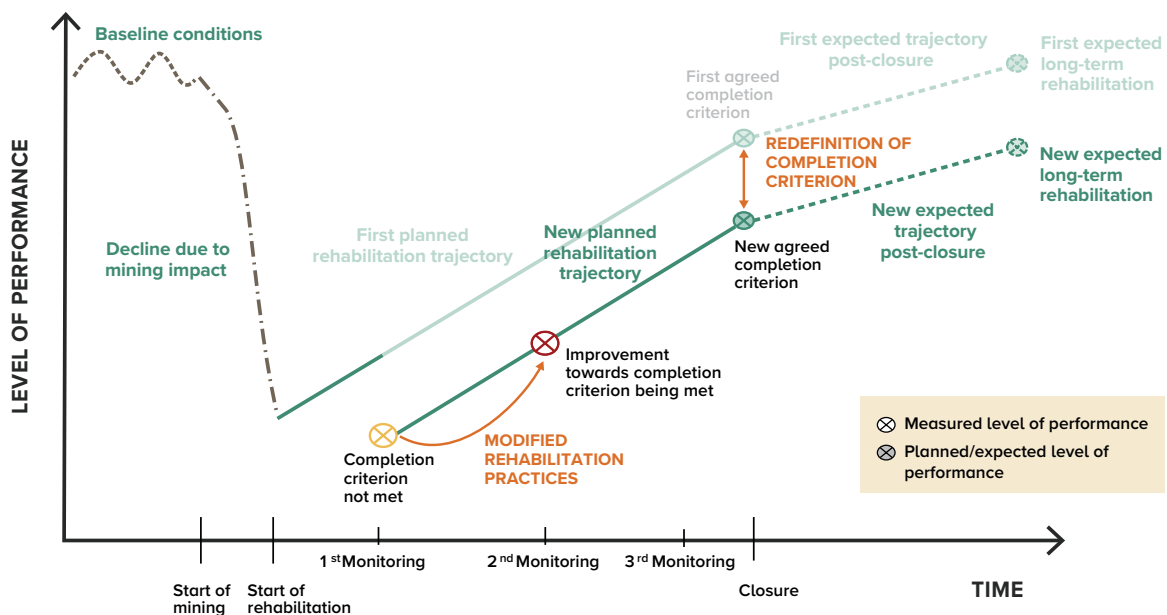 Baseline conditions
First expected trajectory
post-closure
First expected
long-term
rehabilitation
First agreed
completion
criterion
REDEFINITION OF
COMPLETION
CRITERION
New expected
long-term
rehabilitation
LEVEL OF PERFORMANCE
Decline due to
mining impact
First planned
rehabilitation trajectory
New planned
rehabilitation
trajectory
New agreed
completion
criterion
New expected
trajectory
post-closure
Improvement
towards completion
criterion being met
MODIFIED
REHABILITATION
PRACTICES
Completion
criterion
not met
Measured level of performance
Planned/expected level of
performance
1st Monitoring
2nd Monitoring
3rd Monitoring
Start of
mining
Start of
rehabilitation
Closure
TIME